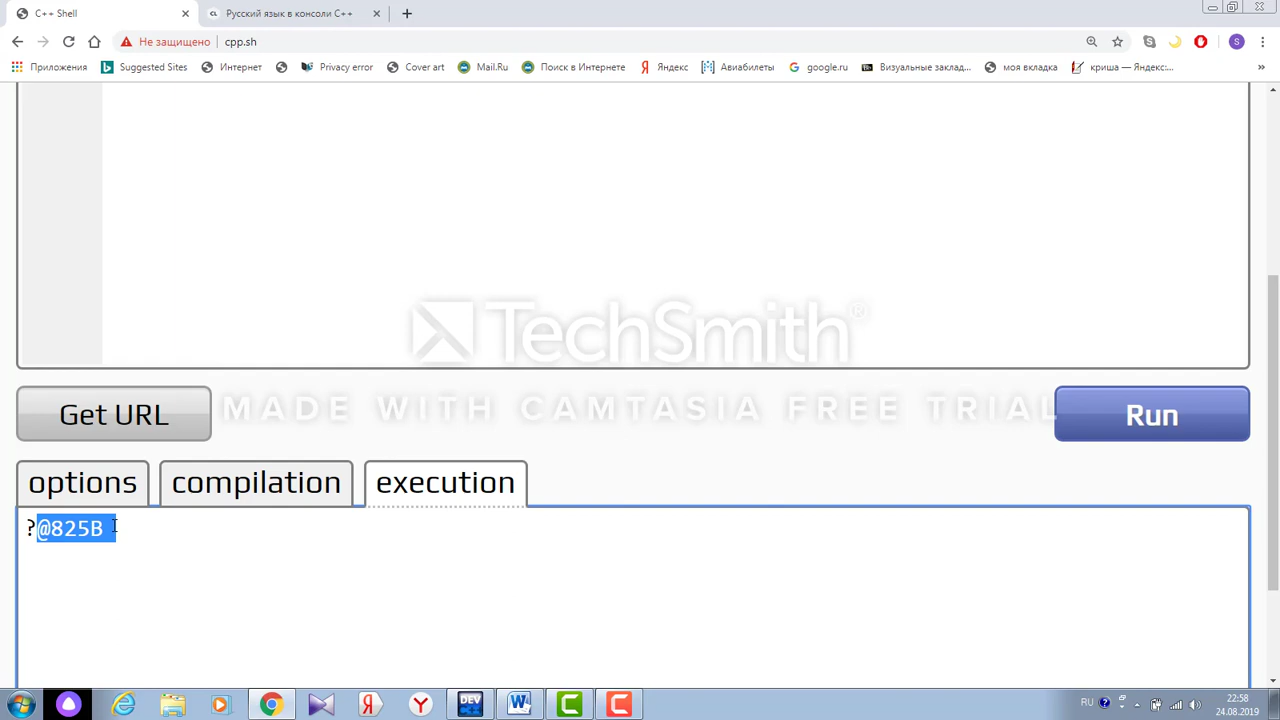 C++ Shell
Русский язык в консоли C++
Не защищено cpp.sh
Приложения Suggested Sites Интернет Privacy error Cover art Mail.Ru Поиск в Интернете Яндекс Авиабилеты google.ru Визуальные заклад... моя вкладка криша — Яндекс:...
TechSmith®
MADE WITH CAMTASIA FREE TRIAL
Get URL
Run
options compilation execution
?@825B
RU
22:58
24.08.2019